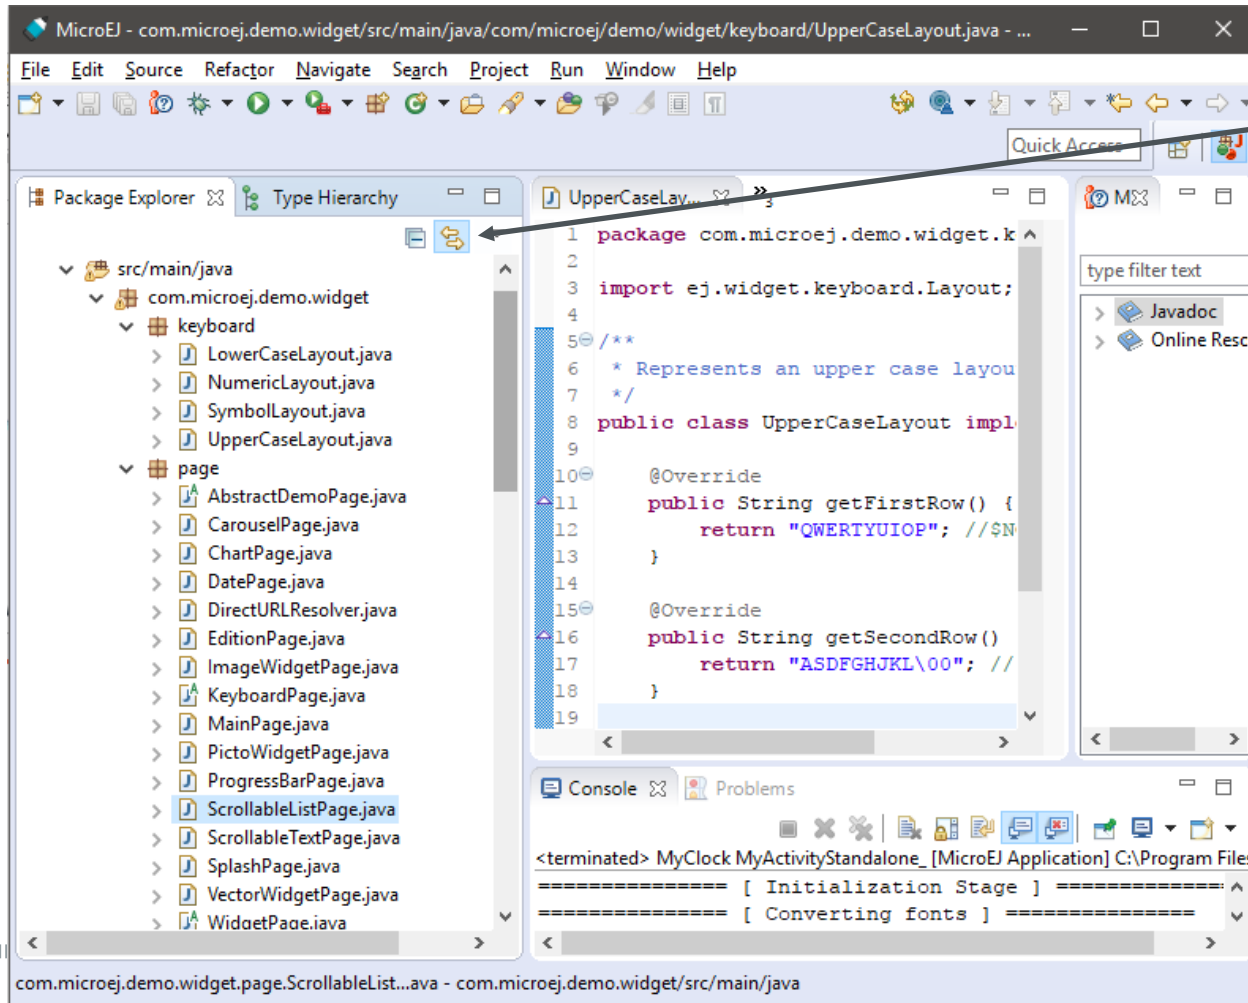 MicroEJ - com.microej.demo.widget/src/main/java/com/microej/demo/widget/keyboard/UpperCaseLayout.java - ...
File Edit Source Refactor Navigate Search Project Run Window Help
Quick Access
Package Explorer Type Hierarchy
src/main/java
com.microej.demo.widget
keyboard
LowerCaseLayout.java
NumericLayout.java
SymbolLayout.java
UpperCaseLayout.java
page
AbstractDemoPage.java
CarouselPage.java
ChartPage.java
DatePage.java
DirectURLResolver.java
EditionPage.java
ImageWidgetPage.java
KeyboardPage.java
MainPage.java
PictoWidgetPage.java
ProgressBarPage.java
ScrollableListPage.java
ScrollableTextPage.java
SplashPage.java
VectorWidgetPage.java
WidgetPage.java
UpperCaseLay... »3
1 package com.microej.demo.widget.k
2
3 import ej.widget.keyboard.Layout;
4
5 /**
6 * Represents an upper case layou
7 */
8 public class UpperCaseLayout impl
9
10 @Override
11 public String getFirstRow() {
12 return "QWERTYUIOP"; //$N
13 }
14
15 @Override
16 public String getSecondRow()
17 return "ASDFGHJKL\00"; //
18 }
19
M
type filter text
Javadoc
Online Resc
Console Problems
<terminated> MyClock MyActivityStandalone_ [MicroEJ Application] C:\Program Files
=============== [ Initialization Stage ] =============
=============== [ Converting fonts ] ===============
com.microej.demo.widget.page.ScrollableList...ava - com.microej.demo.widget/src/main/java